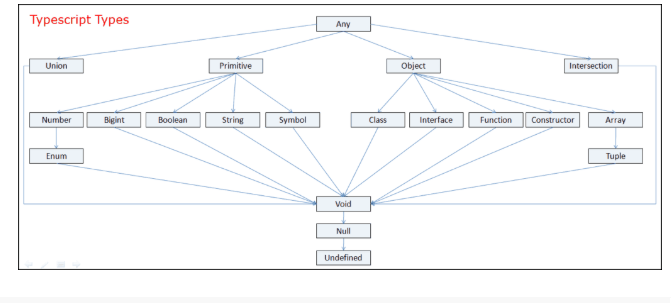 Typescript Types
Any
Union
Primitive
Object
Intersection
Number
Bigint
Boolean
String
Symbol
Class
Interface
Function
Constructor
Array
Enum
Tuple
Void
Null
Undefined